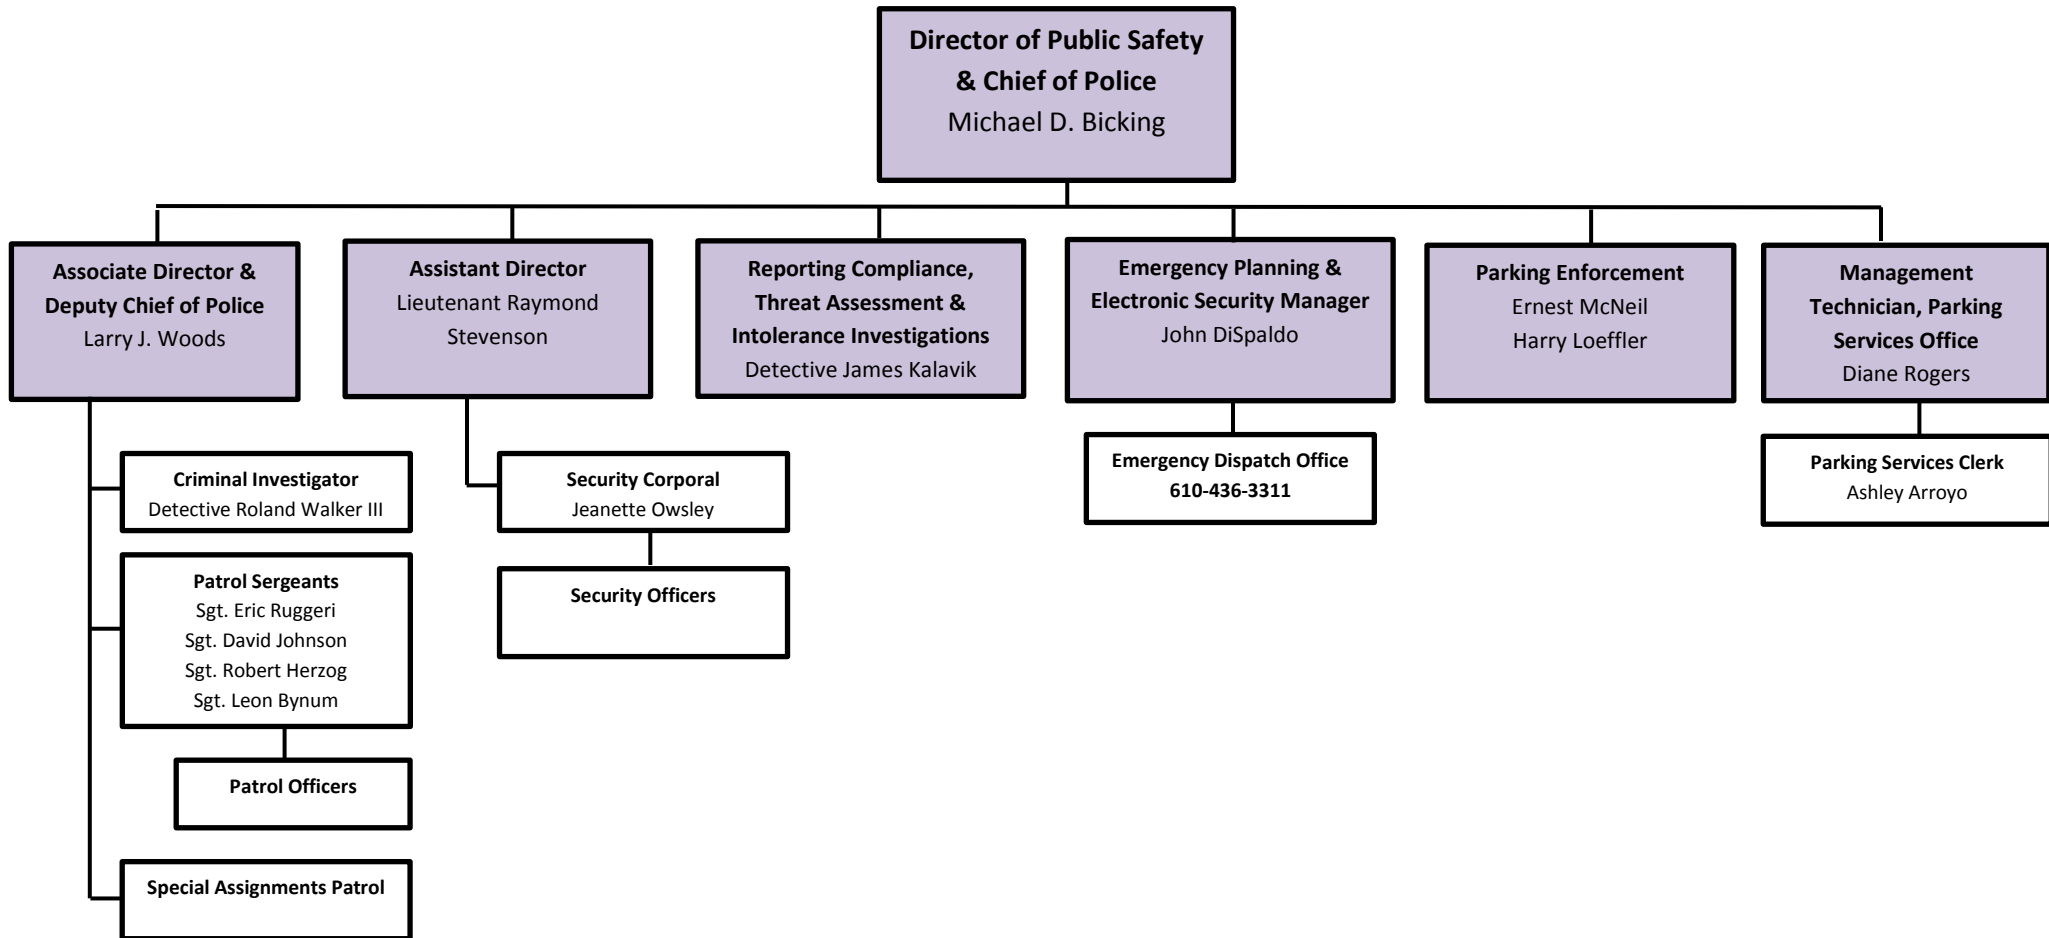 Director of Public Safety
& Chief of Police
Michael D. Bicking
Associate Director &
Deputy Chief of Police
Larry J. Woods
Assistant Director
Lieutenant Raymond
Stevenson
Reporting Compliance,
Threat Assessment &
Intolerance Investigations
Detective James Kalavik
Emergency Planning &
Electronic Security Manager
John DiSpaldo
Parking Enforcement
Ernest McNeil
Harry Loeffler
Management
Technician, Parking
Services Office
Diane Rogers
Criminal Investigator
Detective Roland Walker III
Patrol Sergeants
Sgt. Eric Ruggeri
Sgt. David Johnson
Sgt. Robert Herzog
Sgt. Leon Bynum
Patrol Officers
Special Assignments Patrol
Security Corporal
Jeanette Owsley
Security Officers
Emergency Dispatch Office
610-436-3311
Parking Services Clerk
Ashley Arroyo